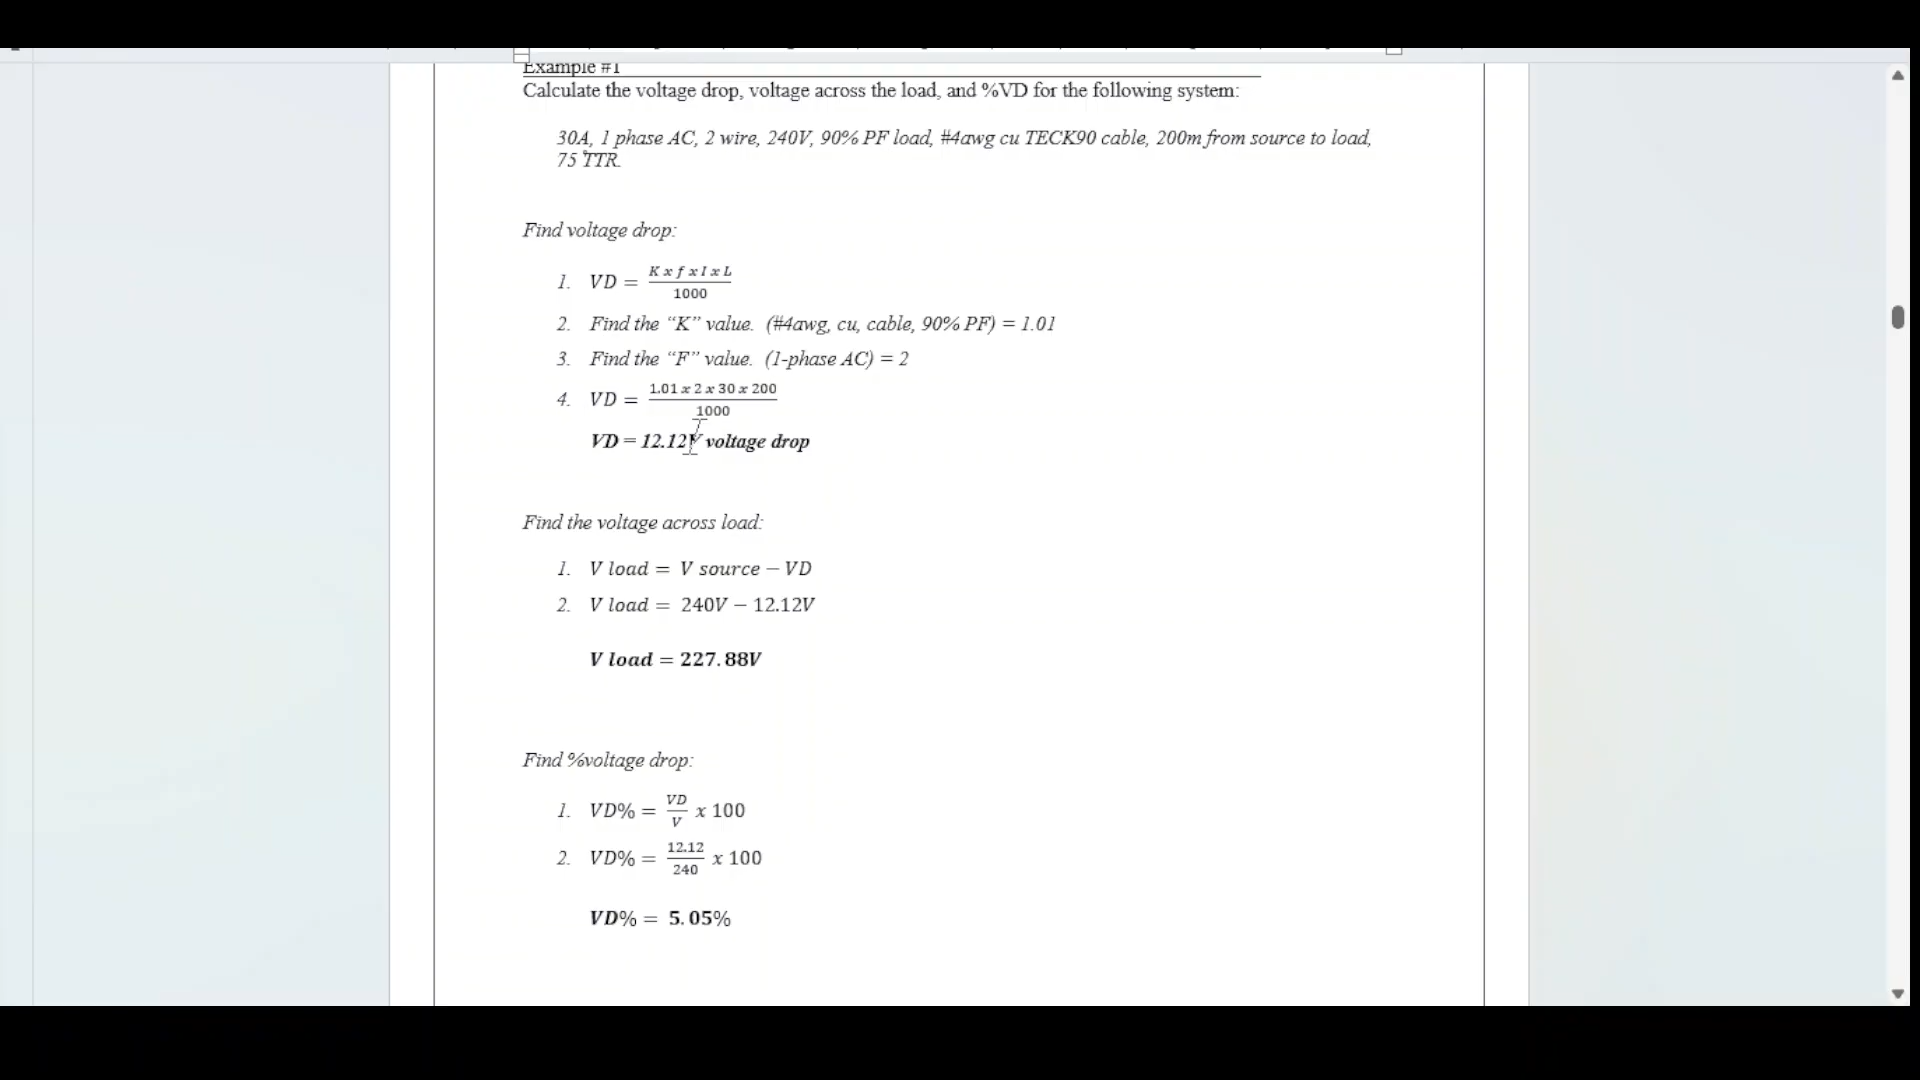 Example #1
Calculate the voltage drop, voltage across the load, and %VD for the following system:
30A, 1 phase AC, 2 wire, 240V, 90% PF load, #4awg cu TECK90 cable, 200m from source to load,
75°TTR.
Find voltage drop:
1. VD = K x f x I x L / 1000
2. Find the “K” value. (#4awg, cu, cable, 90% PF) = 1.01
3. Find the “F” value. (1-phase AC) = 2
4. VD = 1.01 x 2 x 30 x 200 / 1000
VD = 12.12V voltage drop
Find the voltage across load:
1. V load = V source − VD
2. V load = 240V − 12.12V
V load = 227.88V
Find %voltage drop:
1. VD% = VD / V x 100
2. VD% = 12.12 / 240 x 100
VD% = 5.05%